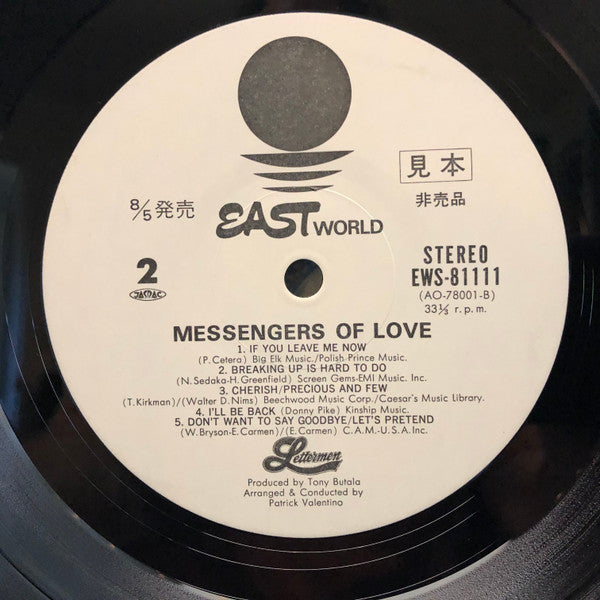 見本
非売品
8/5発売
EAST WORLD
2
JASRAC
STEREO
EWS-81111
(AO-78001-B)
33⅓ r.p.m.
MESSENGERS OF LOVE
1. IF YOU LEAVE ME NOW
(P. Cetera) Big Elk Music./Polish Prince Music.
2. BREAKING UP IS HARD TO DO
(N. Sedaka-H. Greenfield) Screen Gems-EMI Music. Inc.
3. CHERISH/PRECIOUS AND FEW
(T. Kirkman)/(Walter D. Nims) Beechwood Music Corp./Caesar's Music Library.
4. I'LL BE BACK (Donny Pike) Kinship Music.
5. DON'T WANT TO SAY GOODBYE/LET'S PRETEND
(W. Bryson-E. Carmen)/(E. Carmen) C.A.M.-U.S.A. Inc.
Lettermen
Produced by Tony Butala
Arranged & Conducted by
Patrick Valentino